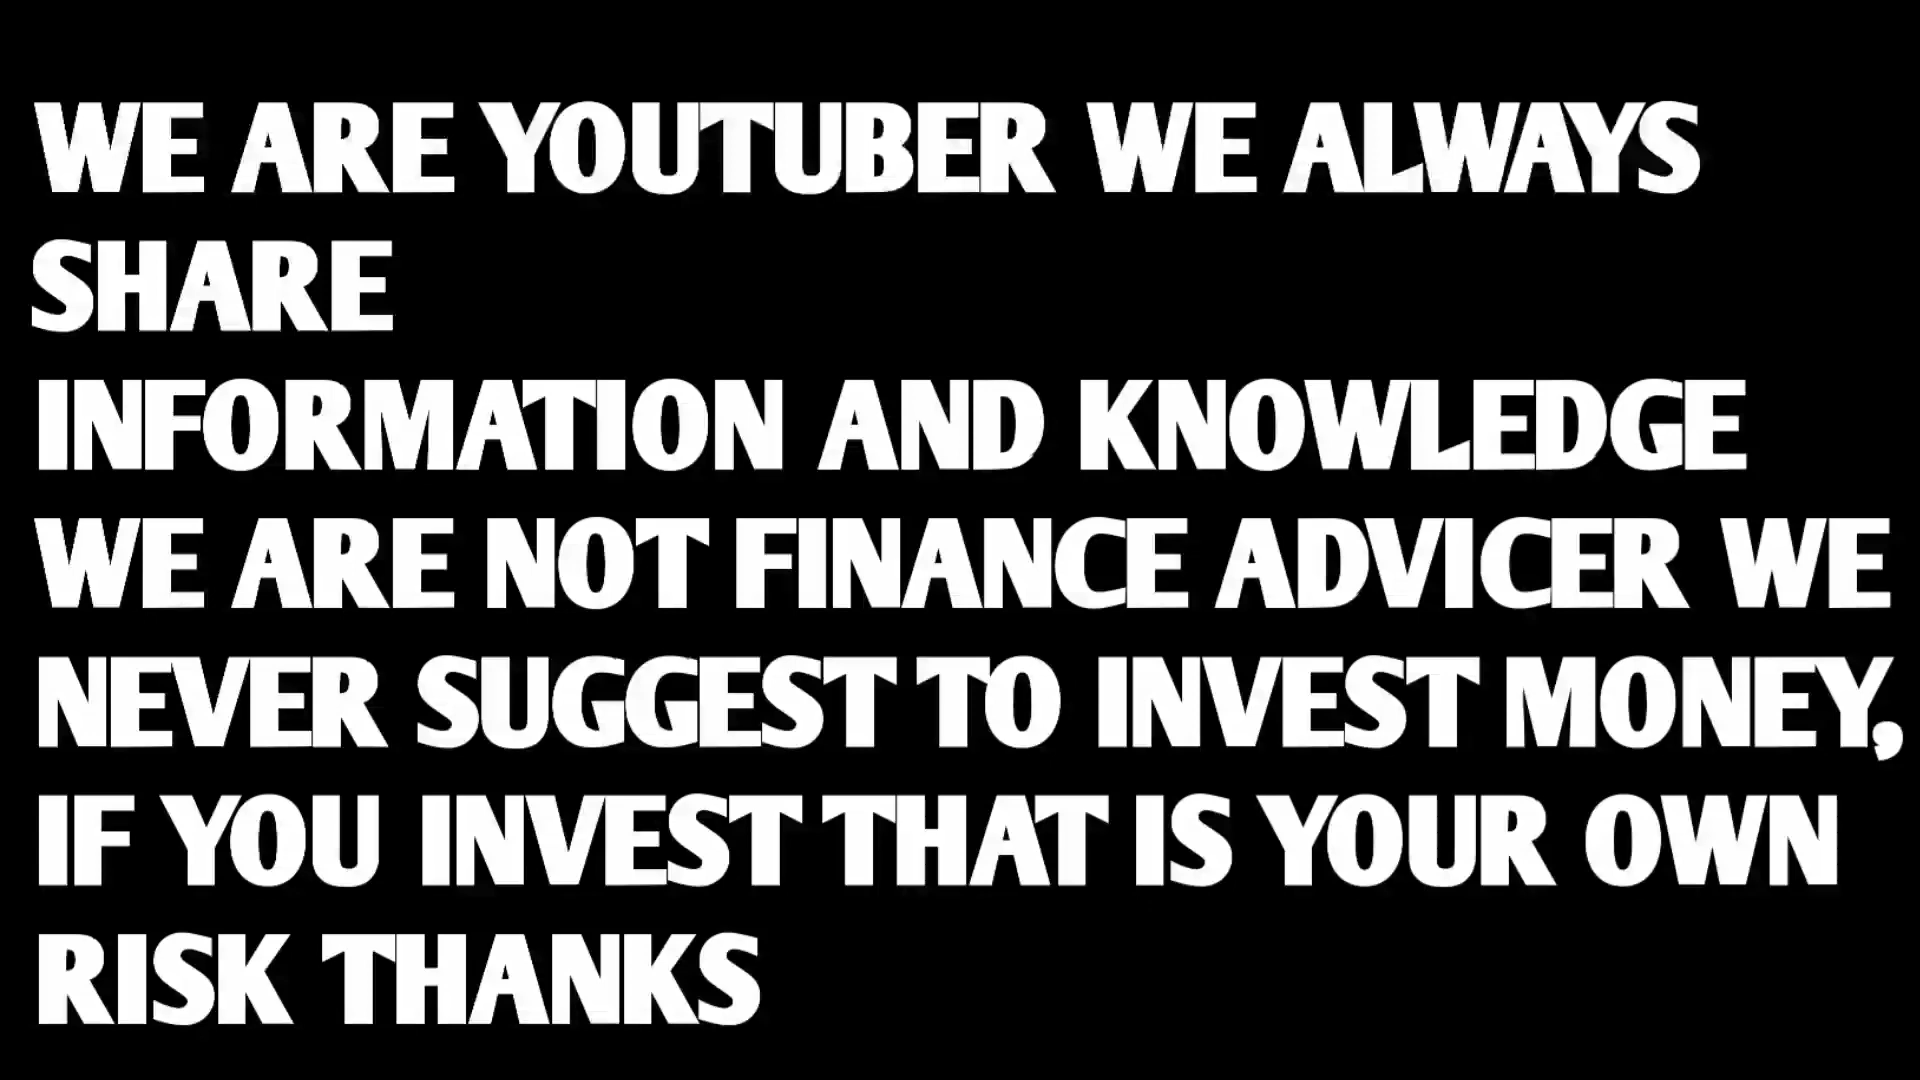 WE ARE YOUTUBER WE ALWAYS
SHARE
INFORMATION AND KNOWLEDGE
WE ARE NOT FINANCE ADVICER WE
NEVER SUGGEST TO INVEST MONEY,
IF YOU INVEST THAT IS YOUR OWN
RISK THANKS